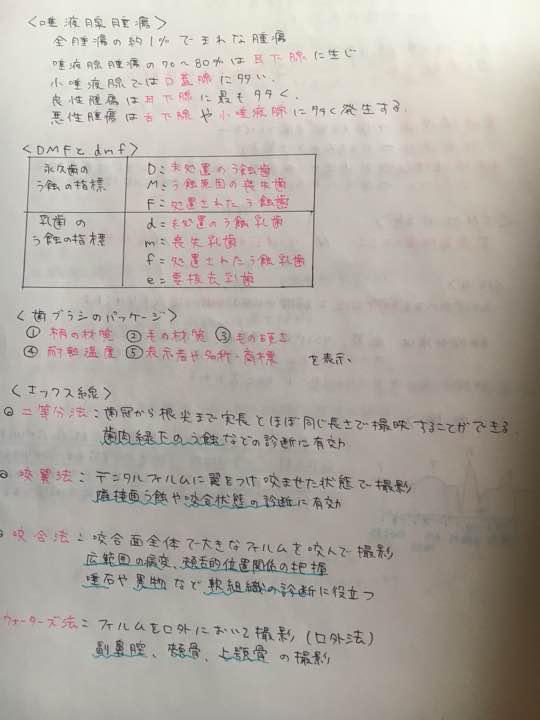 〈唾液腺腫瘍〉
全腫瘍の約1%でまれな腫瘍
唾液腺腫瘍の70〜80%は耳下腺に生じ
小唾液腺では口蓋腺に多い.
良性腫瘍は耳下腺に最も多く.
悪性腫瘍は舌下腺や小唾液腺に多く発生する.
〈DMFとdmf〉
永久歯のう蝕の指標
D:未処置のう蝕歯
M:う蝕原因の喪失歯
F:処置されたう蝕歯
乳歯のう蝕の指標
d=未処置のう蝕乳歯
m=喪失乳歯
f=処置されたう蝕乳歯
e=要抜去乳歯
〈歯ブラシのパッケージ〉
①柄の材質 ②毛の材質 ③毛の硬さ
④耐熱温度 ⑤表示者や名称・商標 を表示、
〈エックス線〉
二等分法:歯冠から根尖まで実長とほぼ同じ長さで撮映することができる.
歯肉縁下のう蝕などの診断に有効
咬翼法:デンタルフィルムに翼をつけ咬ませた状態で撮影
隣接面う蝕や咬合状態の診断に有効
咬合法:咬合面全体で大きなフィルムを咬んで撮影
広範囲の病変、頬舌的位置関係の把握
唾石や異物など軟組織の診断に役立つ
ウォーターズ法:フィルムを口外において撮影(口外法)
副鼻腔、頬骨、上顎骨の撮影